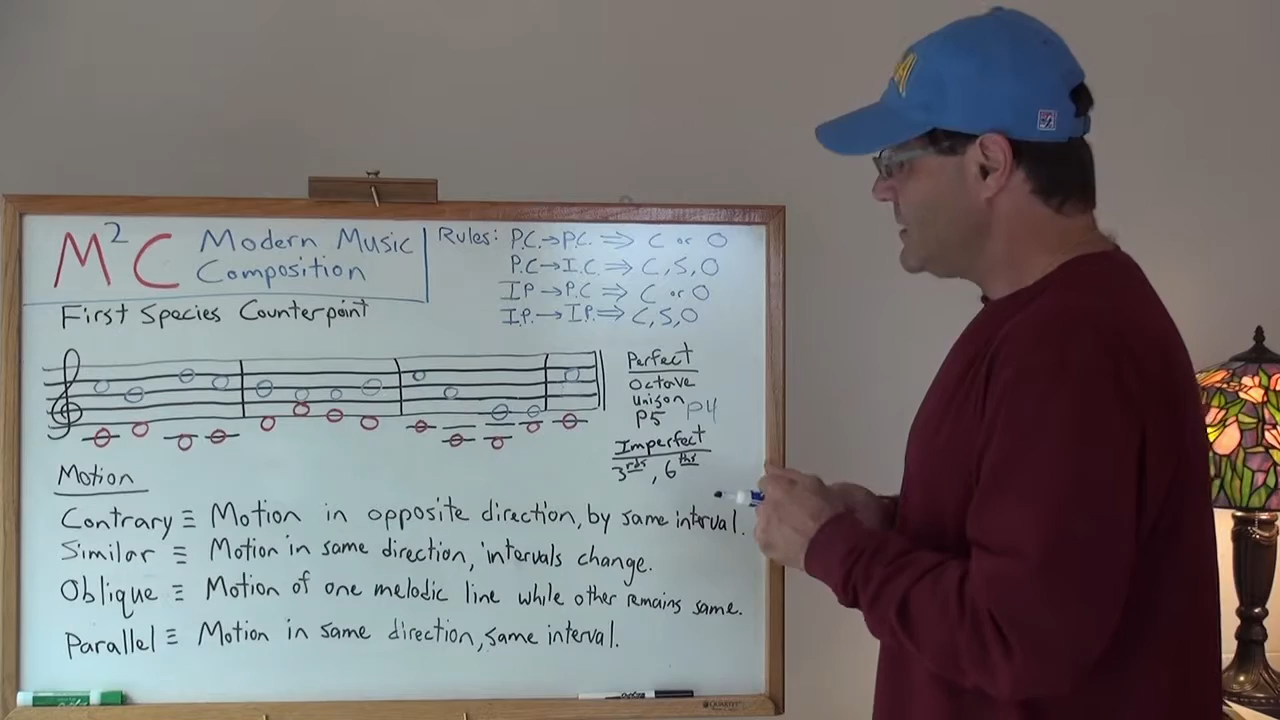 M²C Modern Music
Composition
Rules: P.C.→P.C. ⇒ C or O
P.C→I.C. ⇒ C, S, O
I P → P.C ⇒ C or O
I.P. → I.P. ⇒ C, S, O
First Species Counterpoint
Perfect
Octave
Unison
P5 P4
Imperfect
3rds, 6ths
Motion
Contrary ≡ Motion in opposite direction, by same interval.
Similar ≡ Motion in same direction, intervals change.
Oblique ≡ Motion of one melodic line while other remains same.
Parallel ≡ Motion in same direction, same interval.
QUARTET